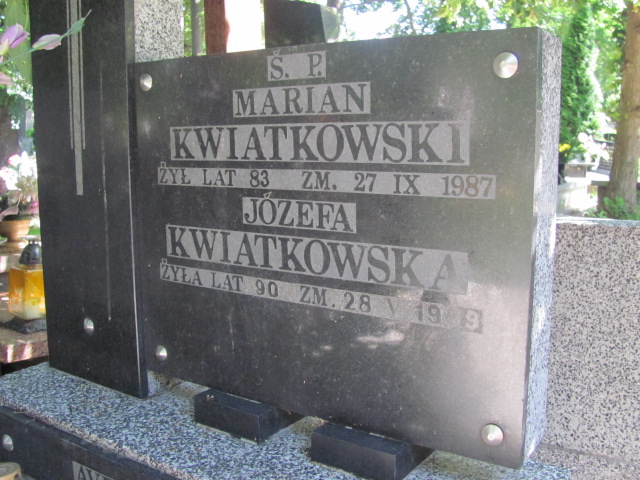 Ś. P.
MARIAN
KWIATKOWSKI
ŻYŁ LAT 83 ZM. 27 IX 1987
JÓZEFA
KWIATKOWSKA
ŻYŁA LAT 90 ZM. 28 V